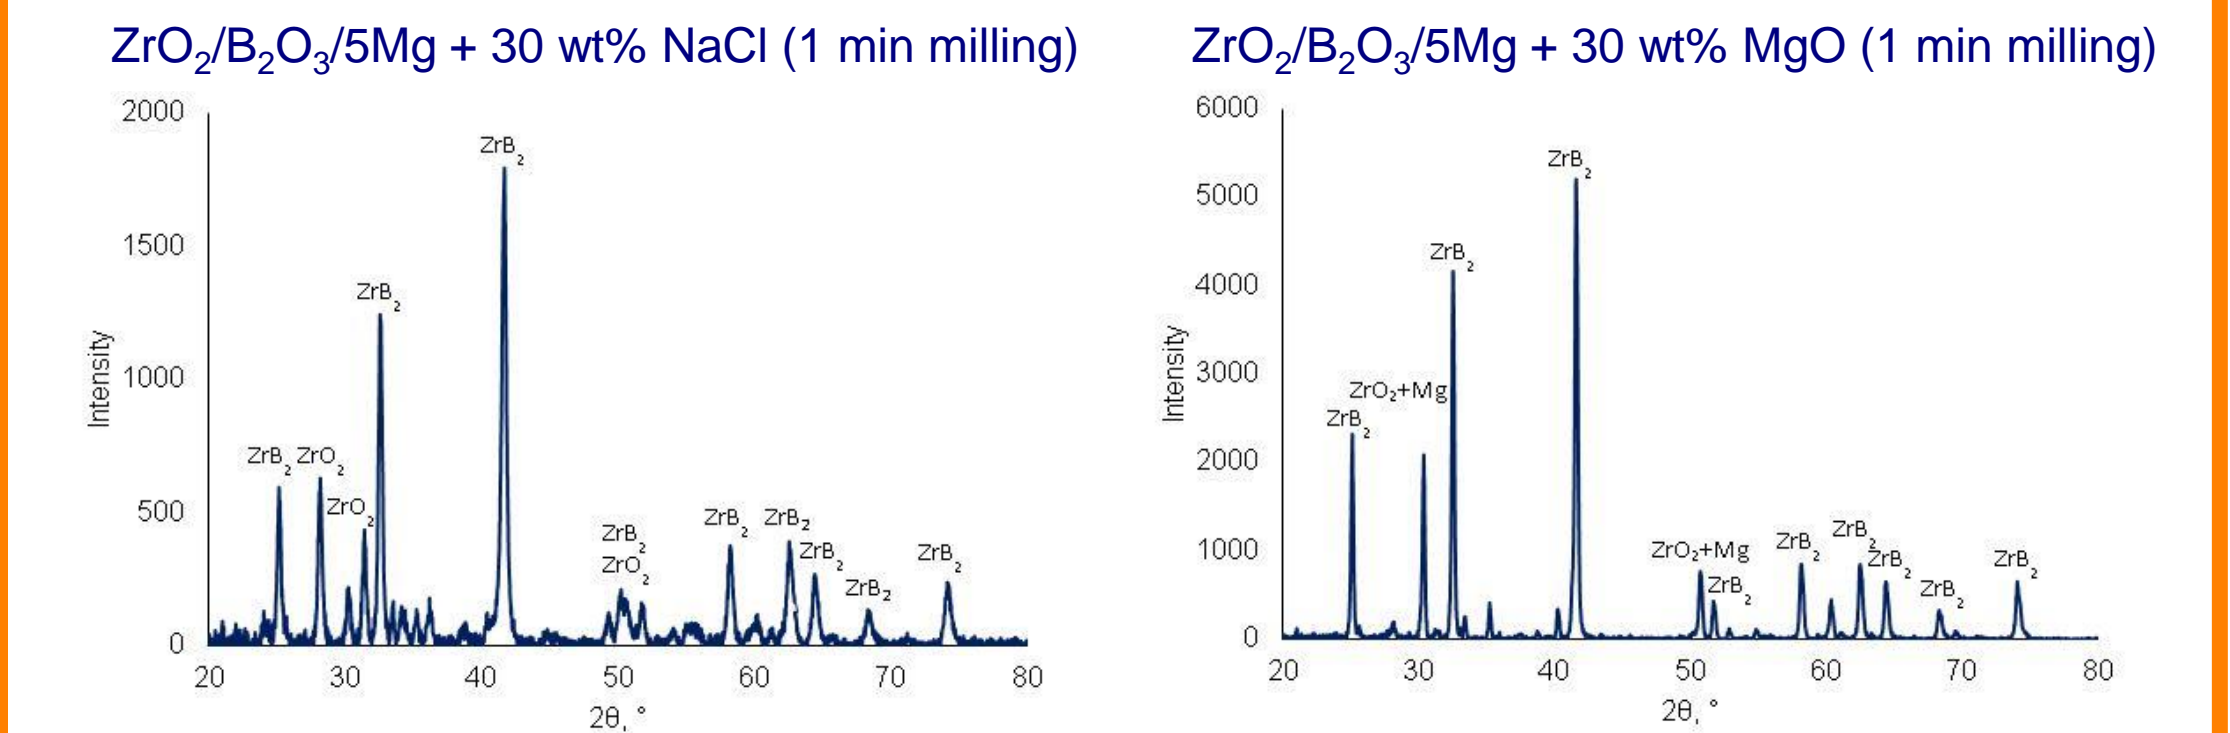 ZrO₂/B₂O₃/5Mg + 30 wt% NaCl (1 min milling)
2000
1500
1000
500
0
Intensity
ZrB₂
ZrB₂
ZrB₂ ZrO₂
ZrO₂
ZrB₂
ZrO₂
ZrB₂ ZrB₂
ZrB₂
ZrB₂
ZrB₂
20 30 40 50 60 70 80
2θ, °
ZrO₂/B₂O₃/5Mg + 30 wt% MgO (1 min milling)
6000
5000
4000
3000
2000
1000
0
Intensity
ZrB₂
ZrB₂
ZrO₂+Mg
ZrB₂
ZrO₂+Mg
ZrB₂
ZrB₂
ZrB₂
ZrB₂
ZrB₂
ZrB₂
20 30 40 50 60 70 80
2θ, °